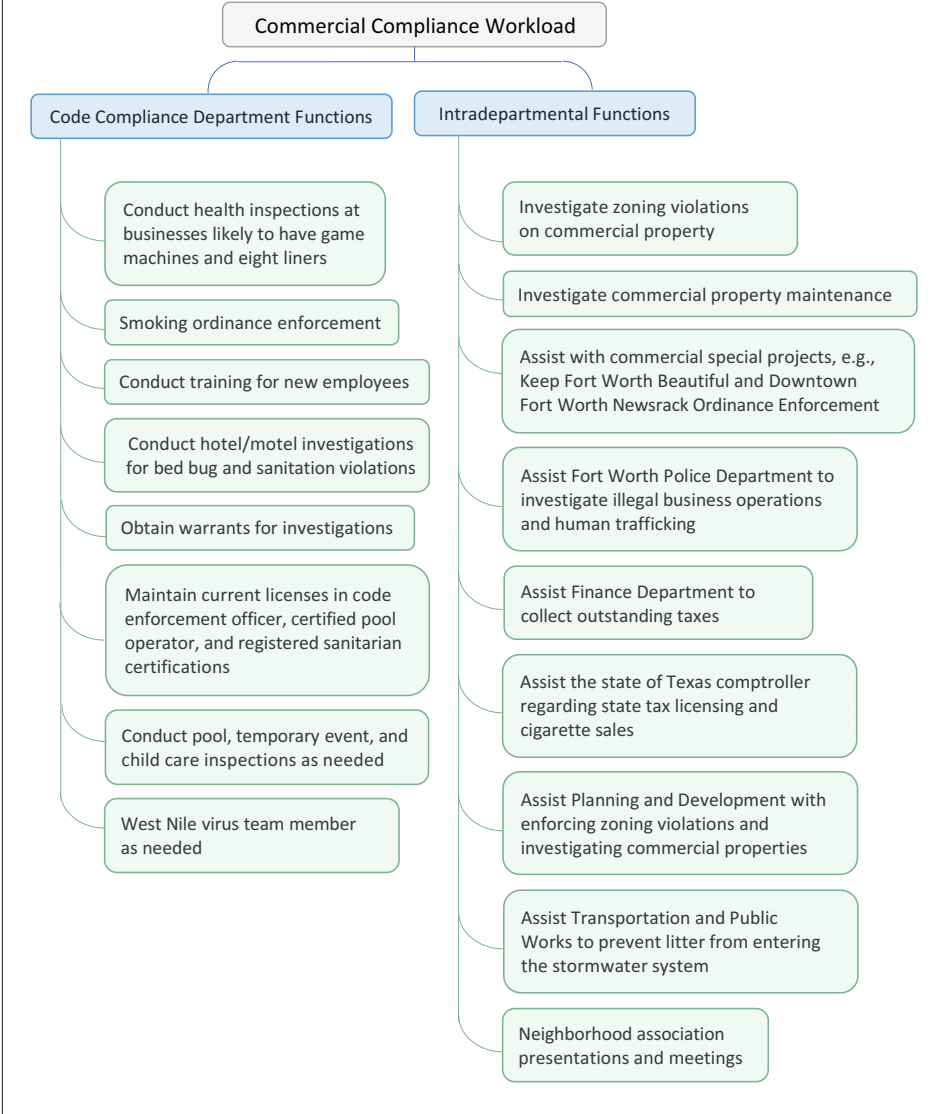 Commercial Compliance Workload
Code Compliance Department Functions
Conduct health inspections at
businesses likely to have game
machines and eight liners
Smoking ordinance enforcement
Conduct training for new employees
Conduct hotel/motel investigations
for bed bug and sanitation violations
Obtain warrants for investigations
Maintain current licenses in code
enforcement officer, certified pool
operator, and registered sanitarian
certifications
Conduct pool, temporary event, and
child care inspections as needed
West Nile virus team member
as needed
Intradepartmental Functions
Investigate zoning violations
on commercial property
Investigate commercial property maintenance
Assist with commercial special projects, e.g.,
Keep Fort Worth Beautiful and Downtown
Fort Worth Newsrack Ordinance Enforcement
Assist Fort Worth Police Department to
investigate illegal business operations
and human trafficking
Assist Finance Department to
collect outstanding taxes
Assist the state of Texas comptroller
regarding state tax licensing and
cigarette sales
Assist Planning and Development with
enforcing zoning violations and
investigating commercial properties
Assist Transportation and Public
Works to prevent litter from entering
the stormwater system
Neighborhood association
presentations and meetings